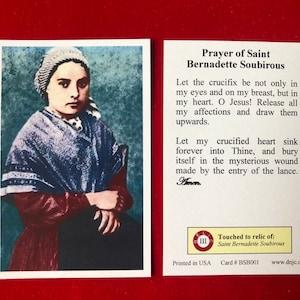 Prayer of Saint
Bernadette Soubirous
Let the crucifix be not only in
my eyes and on my breast, but in
my heart. O Jesus! Release all
my affections and draw them
upwards.
Let my crucified heart sink
forever into Thine, and bury
itself in the mysterious wound
made by the entry of the lance.
Amen.
III
Touched to relic of:
Saint Bernadette Soubirous
Printed in USA Card # BSB001